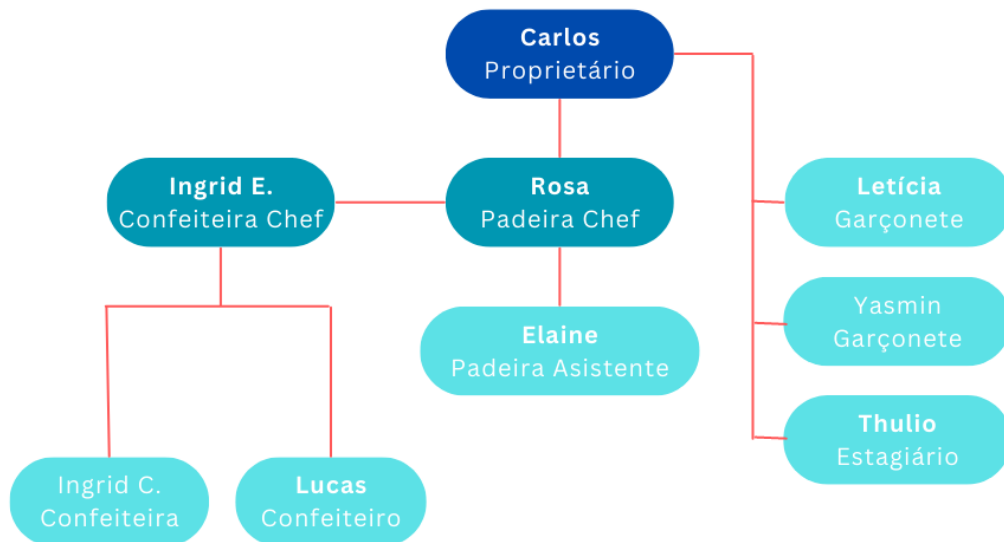 Carlos
Proprietário
Ingrid E.
Confeiteira Chef
Rosa
Padeira Chef
Letícia
Garçonete
Elaine
Padeira Asistente
Yasmin
Garçonete
Thulio
Estagiário
Ingrid C.
Confeiteira
Lucas
Confeiteiro